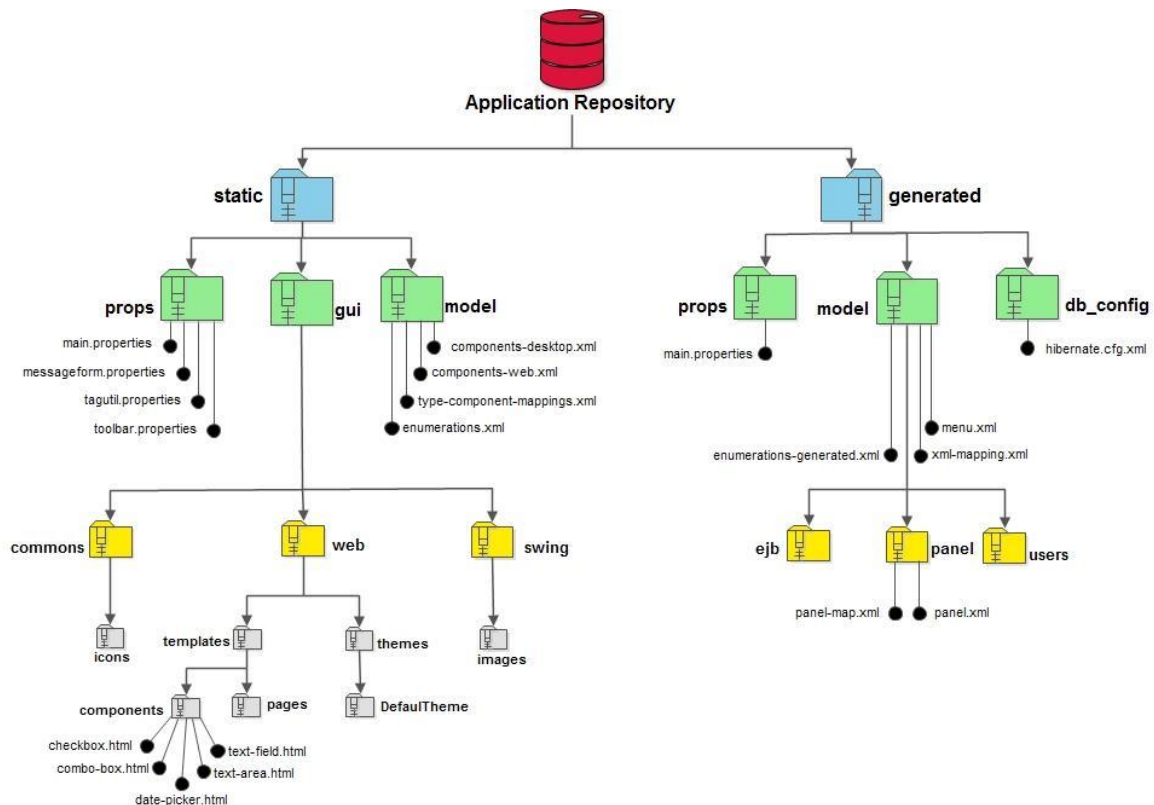 Application Repository
static
generated
props
gui
model
props
model
db_config
main.properties
messageform.properties
tagutil.properties
toolbar.properties
components-desktop.xml
components-web.xml
type-component-mappings.xml
enumerations.xml
main.properties
hibernate.cfg.xml
menu.xml
enumerations-generated.xml
xml-mapping.xml
commons
web
swing
ejb
panel
users
panel-map.xml
panel.xml
icons
templates
themes
images
components
pages
DefaulTheme
checkbox.html
text-field.html
combo-box.html
text-area.html
date-picker.html